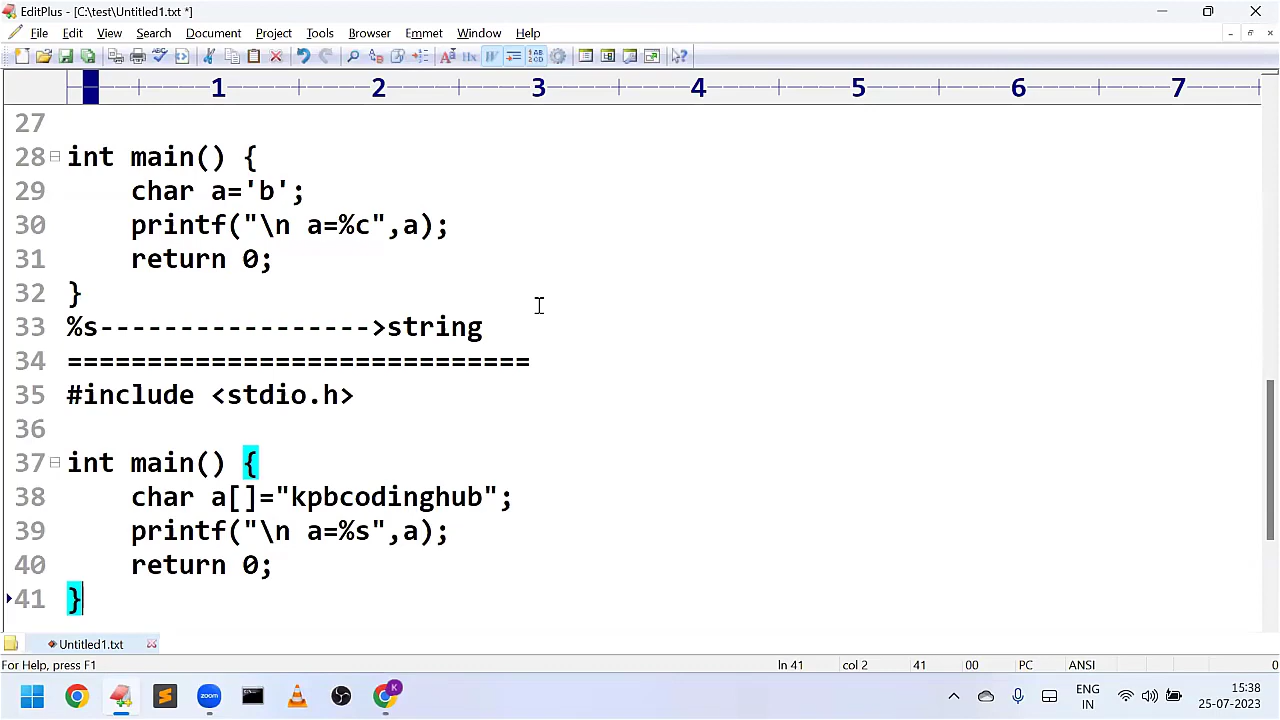 EditPlus - [C:\test\Untitled1.txt *]
File Edit View Search Document Project Tools Browser Emmet Window Help
1 2 3 4 5 6 7
27
28 int main() {
29 char a='b';
30 printf("\n a=%c",a);
31 return 0;
32 }
33 %s----------------->string
34 =============================
35 #include <stdio.h>
36
37 int main() {
38 char a[]="kpbcodinghub";
39 printf("\n a=%s",a);
40 return 0;
41 }
Untitled1.txt
For Help, press F1 ln 41 col 2 41 00 PC ANSI 0
zoom K ENG IN 15:38 25-07-2023